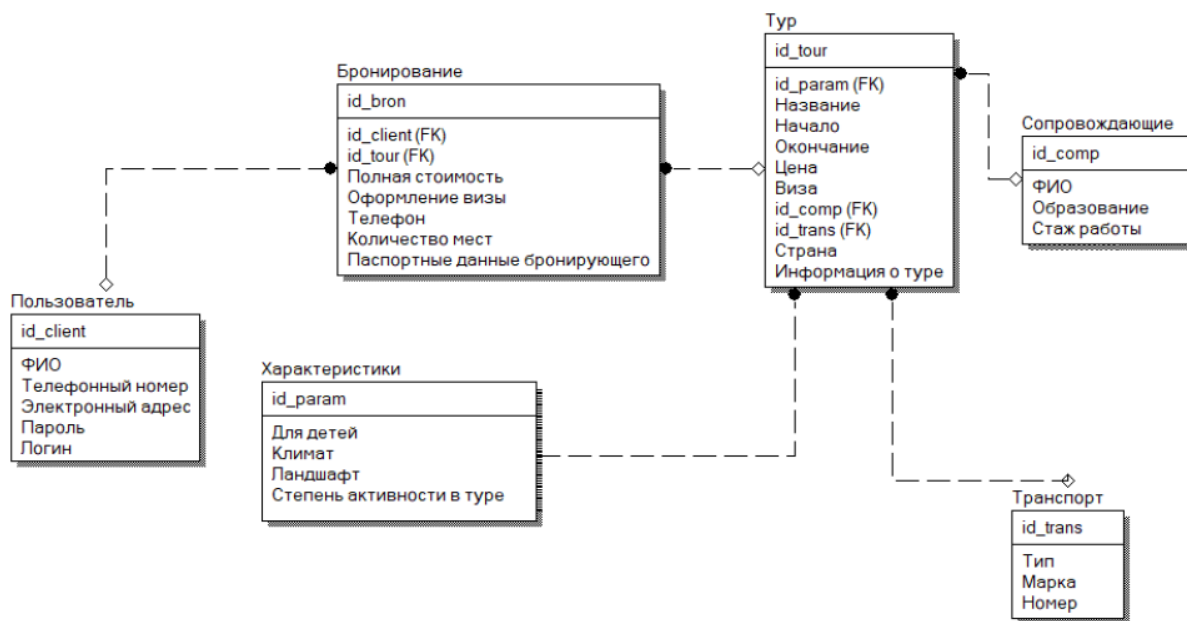 Тур
id_tour
id_param (FK)
Название
Начало
Окончание
Цена
Виза
id_comp (FK)
id_trans (FK)
Страна
Информация о туре
Бронирование
id_bron
id_client (FK)
id_tour (FK)
Полная стоимость
Оформление визы
Телефон
Количество мест
Паспортные данные бронирующего
Сопровождающие
id_comp
ФИО
Образование
Стаж работы
Пользователь
id_client
ФИО
Телефонный номер
Электронный адрес
Пароль
Логин
Характеристики
id_param
Для детей
Климат
Ландшафт
Степень активности в туре
Транспорт
id_trans
Тип
Марка
Номер